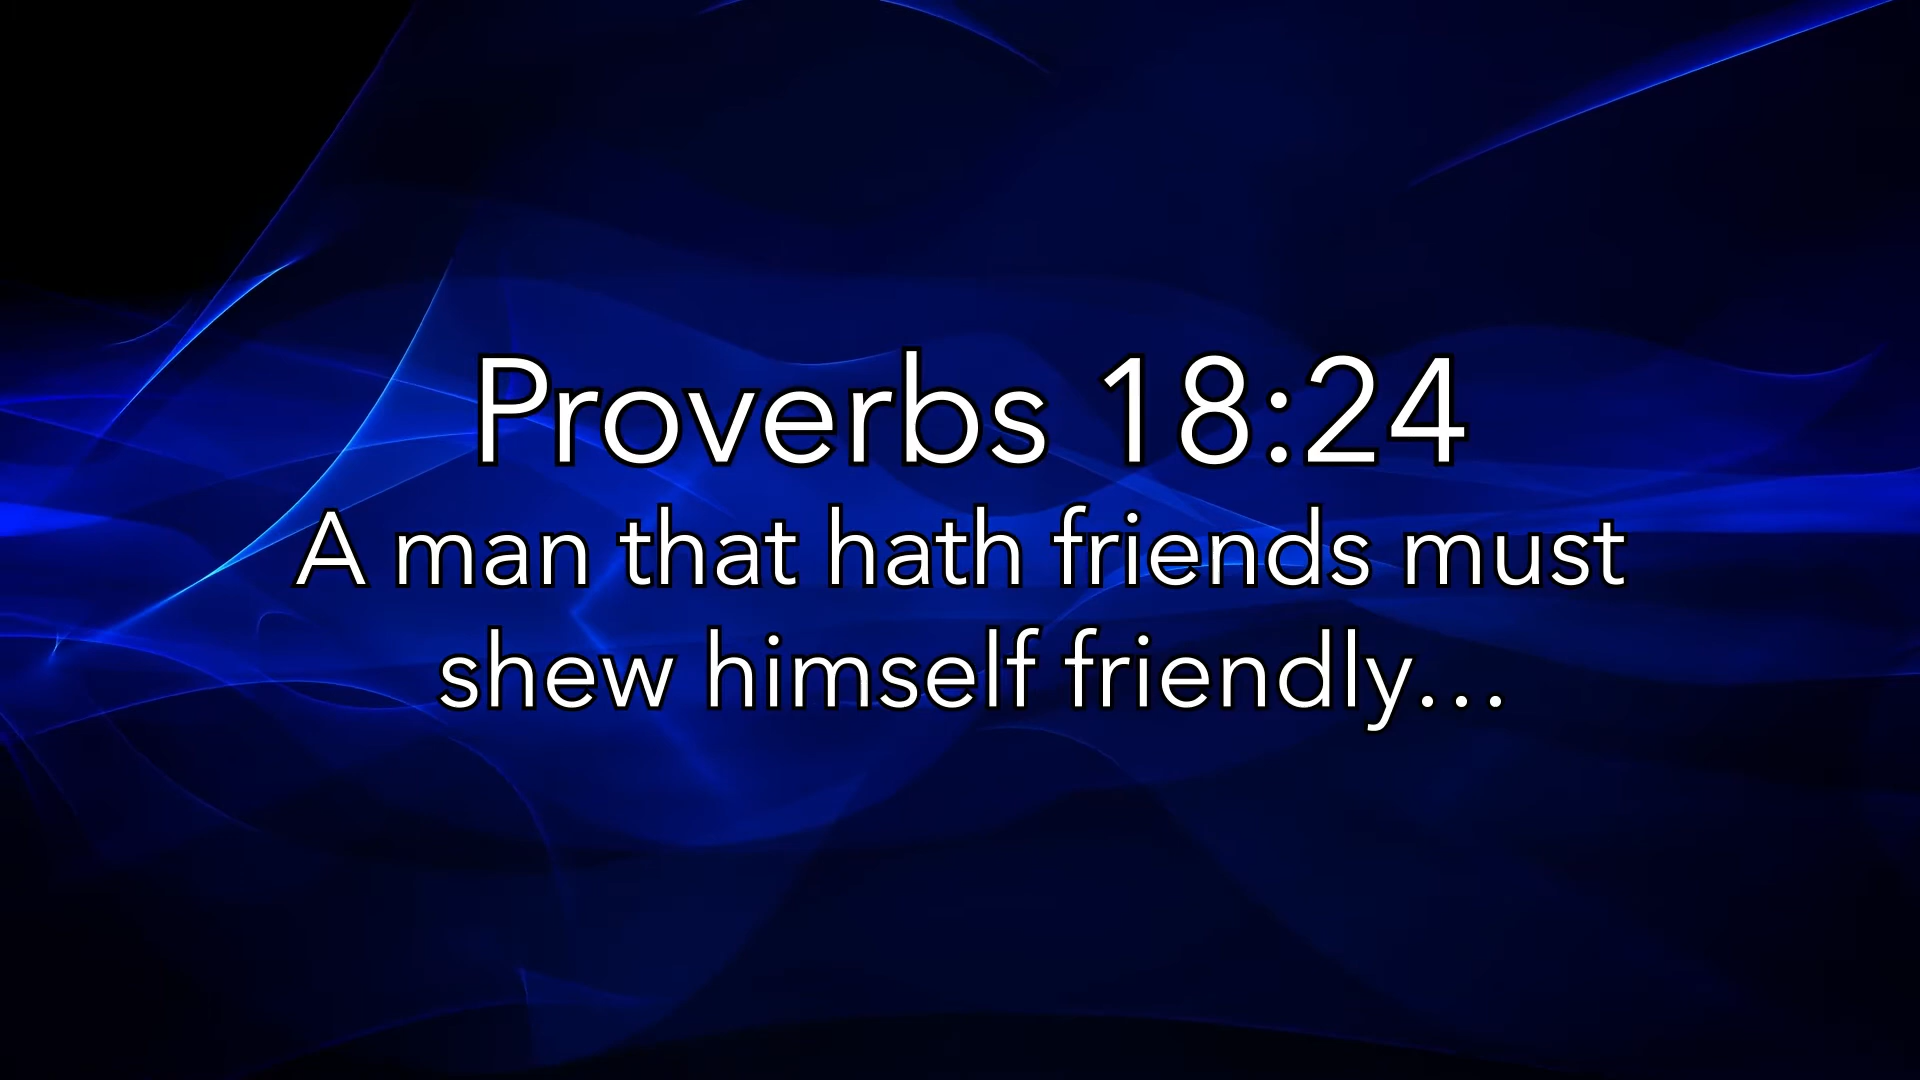 Proverbs 18:24
A man that hath friends must
shew himself friendly…